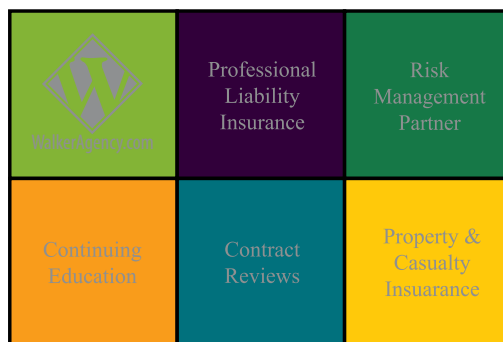 W
WalkerAgency.com
Professional
Liability
Insurance
Risk
Management
Partner
Continuing
Education
Contract
Reviews
Property &
Casualty
Insuarance